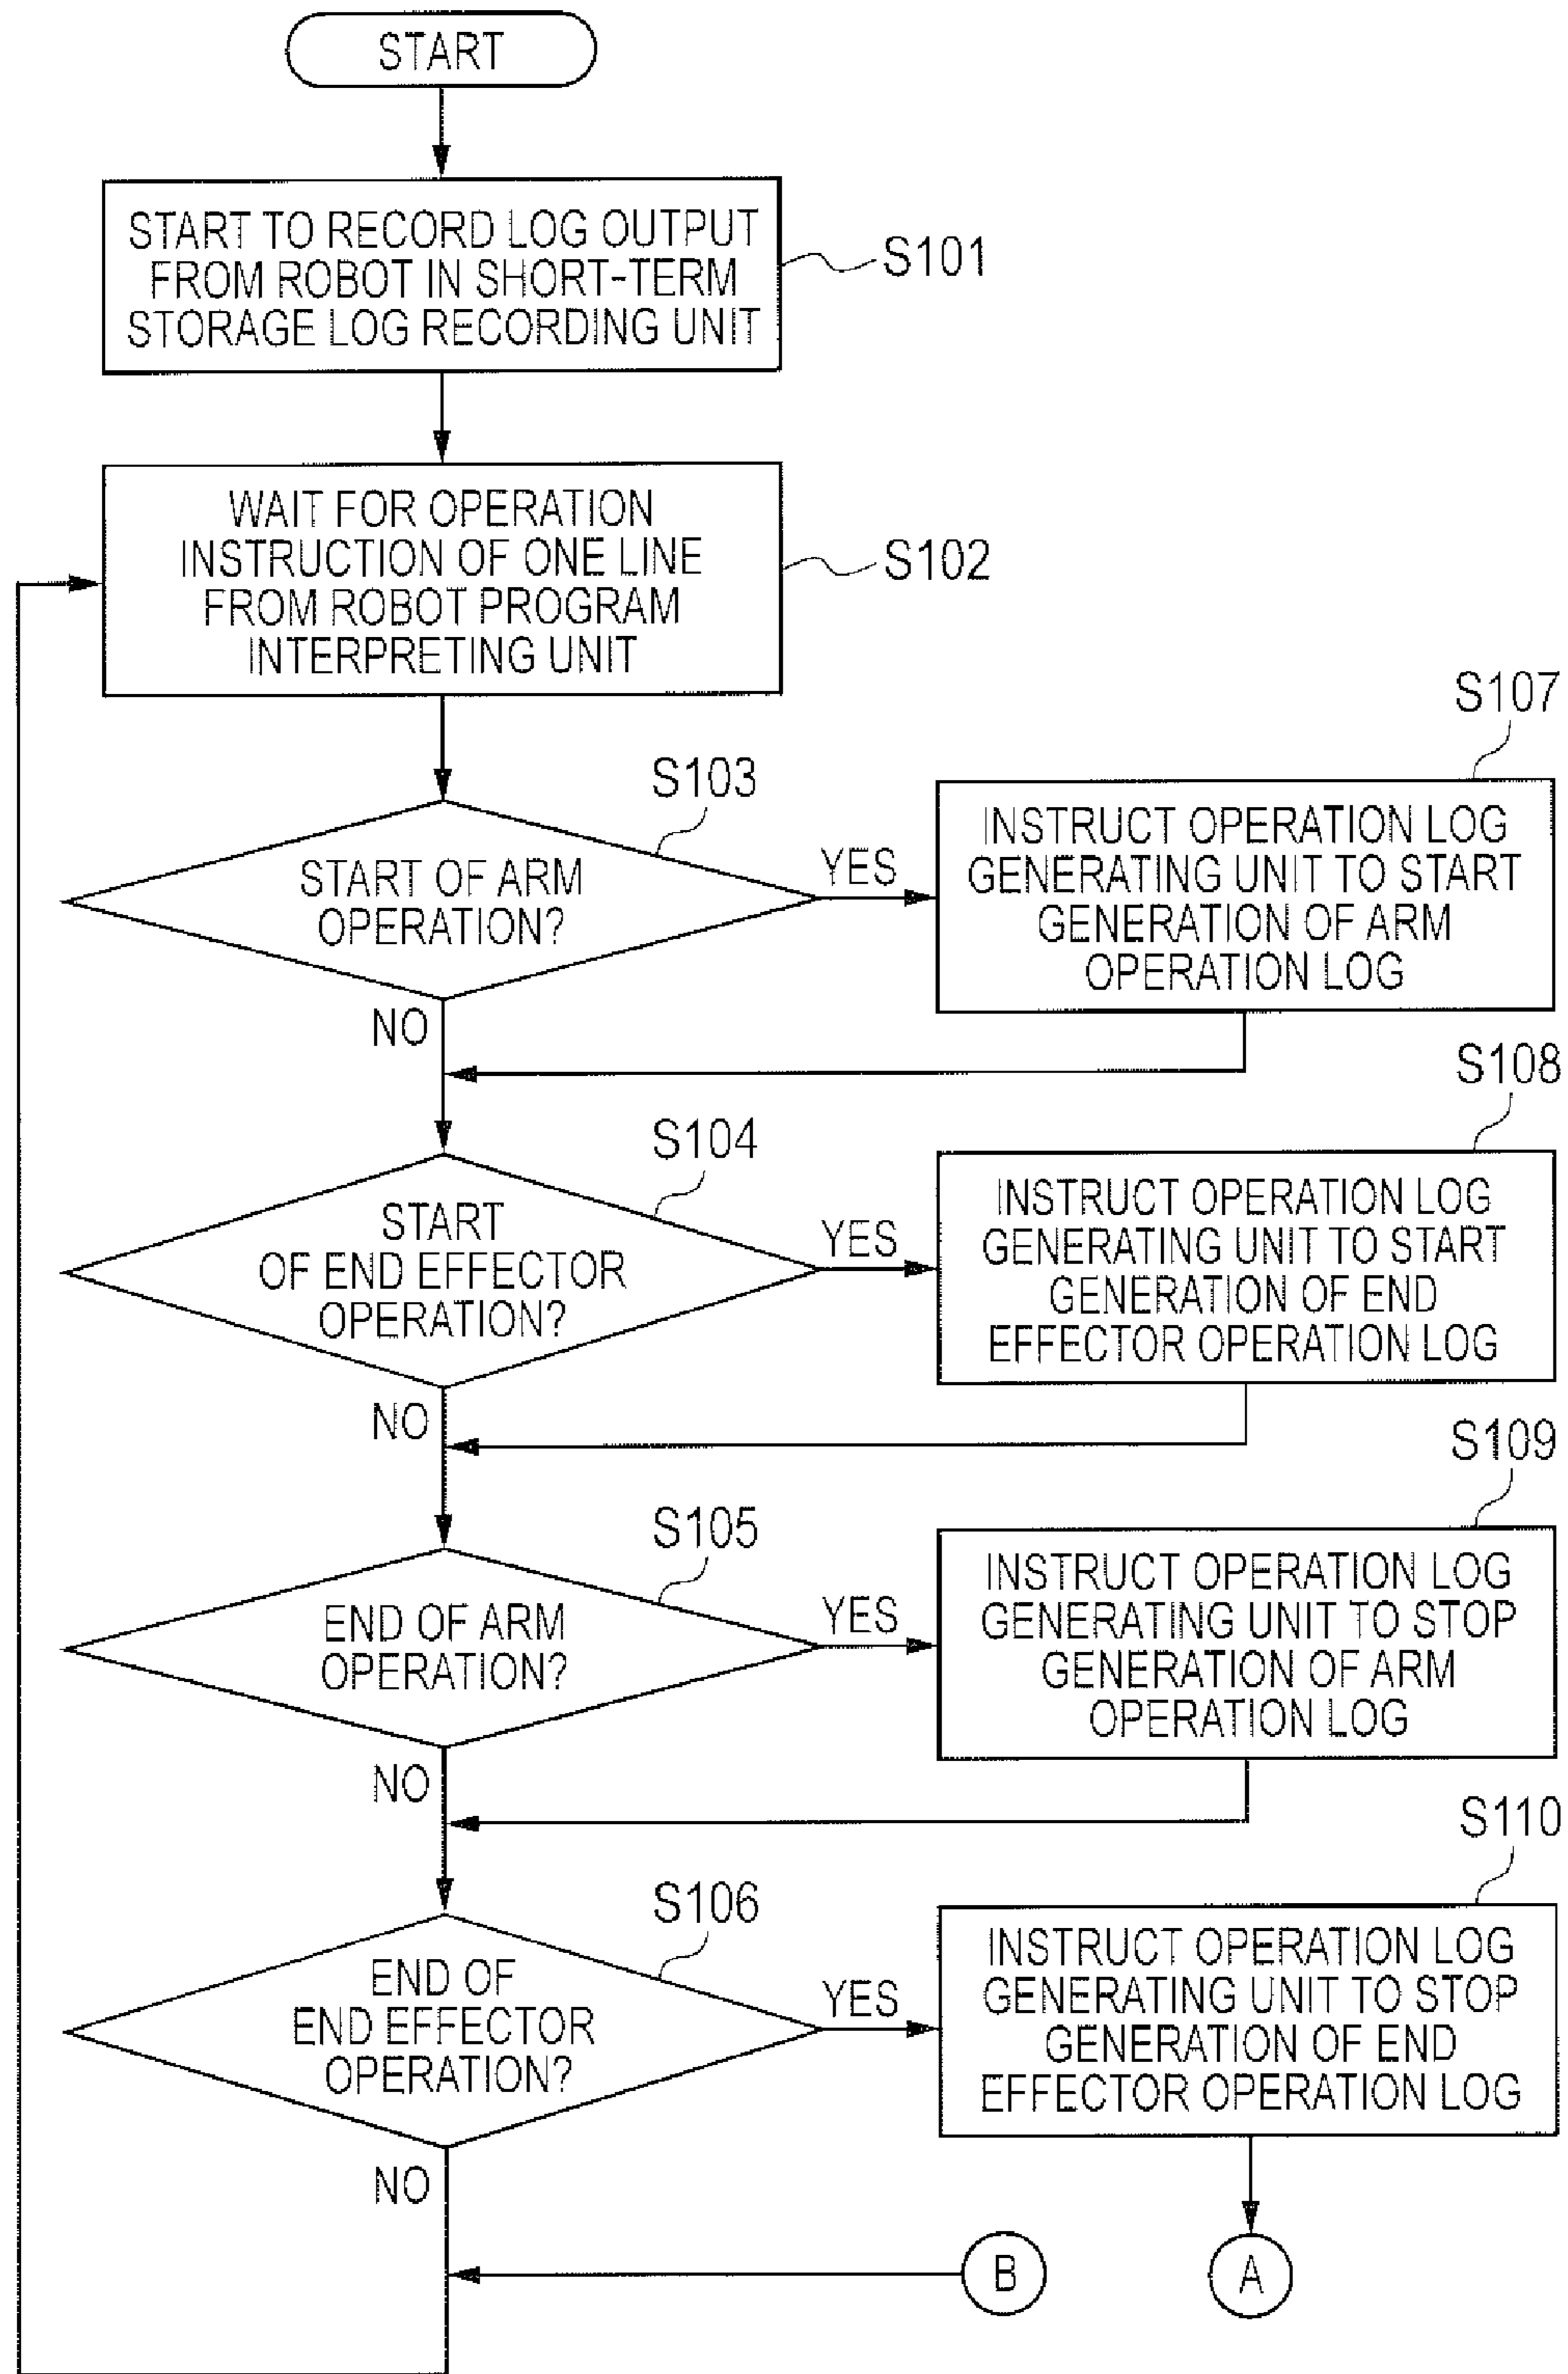 START
START TO RECORD LOG OUTPUT
FROM ROBOT IN SHORT-TERM
STORAGE LOG RECORDING UNIT
S101
WAIT FOR OPERATION
INSTRUCTION OF ONE LINE
FROM ROBOT PROGRAM
INTERPRETING UNIT
S102
S103
START OF ARM
OPERATION?
YES
NO
S107
INSTRUCT OPERATION LOG
GENERATING UNIT TO START
GENERATION OF ARM
OPERATION LOG
S104
START
OF END EFFECTOR
OPERATION?
YES
NO
S108
INSTRUCT OPERATION LOG
GENERATING UNIT TO START
GENERATION OF END
EFFECTOR OPERATION LOG
S105
END OF ARM
OPERATION?
YES
NO
S109
INSTRUCT OPERATION LOG
GENERATING UNIT TO STOP
GENERATION OF ARM
OPERATION LOG
S106
END OF
END EFFECTOR
OPERATION?
YES
NO
S110
INSTRUCT OPERATION LOG
GENERATING UNIT TO STOP
GENERATION OF END
EFFECTOR OPERATION LOG
B
A